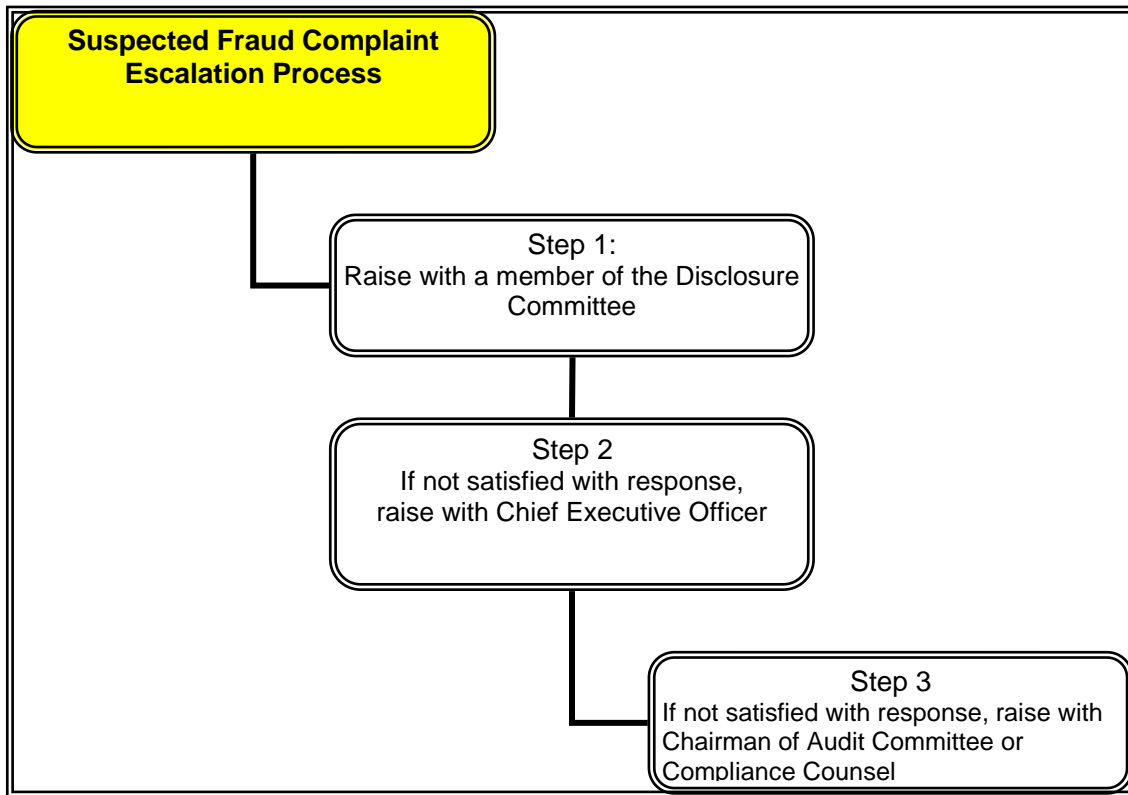 Suspected Fraud Complaint
Escalation Process
Step 1:
Raise with a member of the Disclosure
Committee
Step 2
If not satisfied with response,
raise with Chief Executive Officer
Step 3
If not satisfied with response, raise with
Chairman of Audit Committee or
Compliance Counsel